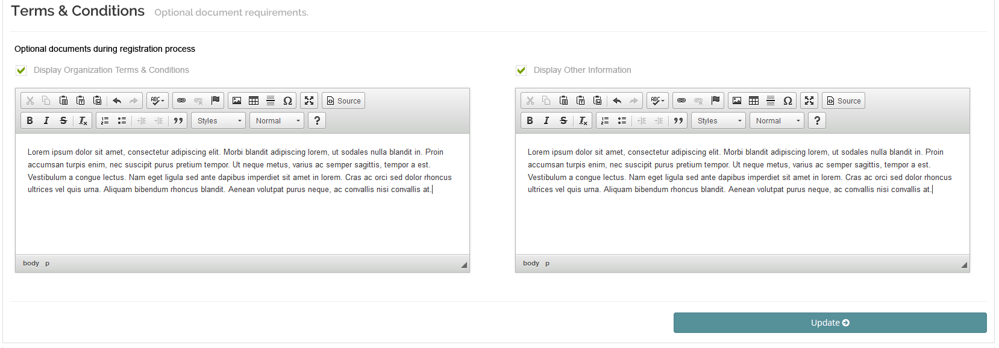 Terms & Conditions Optional document requirements.
Optional documents during registration process
Display Organization Terms & Conditions
ABC
Source
B I S Ix
Styles
Normal
?
Lorem ipsum dolor sit amet, consectetur adipiscing elit. Morbi blandit adipiscing lorem, ut sodales nulla blandit in. Proin
accumsan turpis enim, nec suscipit purus pretium tempor. Ut neque metus, varius ac semper sagittis, tempor a est.
Vestibulum a congue lectus. Nam eget ligula sed ante dapibus imperdiet sit amet in lorem. Cras ac orci sed dolor rhoncus
ultrices vel quis urna. Aliquam bibendum rhoncus blandit. Aenean volutpat purus neque, ac convallis nisi convallis at.
body p
Display Other Information
ABC
Source
B I S Ix
Styles
Normal
?
Lorem ipsum dolor sit amet, consectetur adipiscing elit. Morbi blandit adipiscing lorem, ut sodales nulla blandit in. Proin
accumsan turpis enim, nec suscipit purus pretium tempor. Ut neque metus, varius ac semper sagittis, tempor a est.
Vestibulum a congue lectus. Nam eget ligula sed ante dapibus imperdiet sit amet in lorem. Cras ac orci sed dolor rhoncus
ultrices vel quis urna. Aliquam bibendum rhoncus blandit. Aenean volutpat purus neque, ac convallis nisi convallis at.
body p
Update